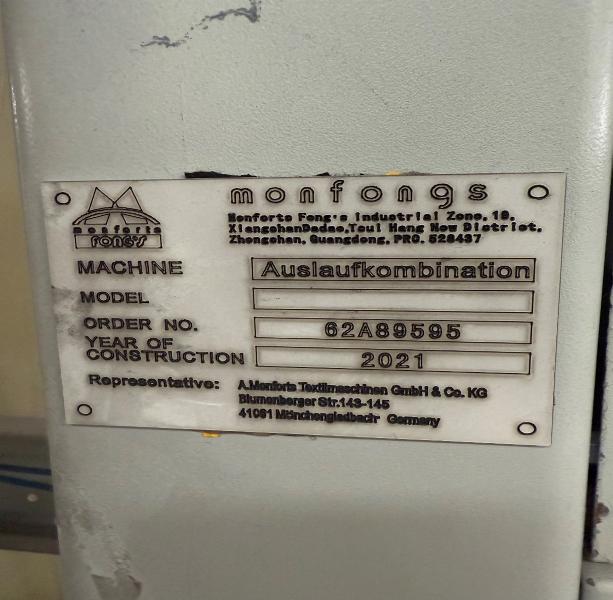 monfongs
monforts
FONG'S
Monforts Fong's Industrial Zone, 19,
XiangshanDadao,Tsui Hang New District,
Zhongshan, Guangdong, PRO. 528437
MACHINE Auslaufkombination
MODEL
ORDER NO. 62A89595
YEAR OF
CONSTRUCTION 2021
Representative: A.Monforts Textilmaschinen GmbH & Co. KG
Blumenberger Str.143-145
41061 Mönchengladbach Germany